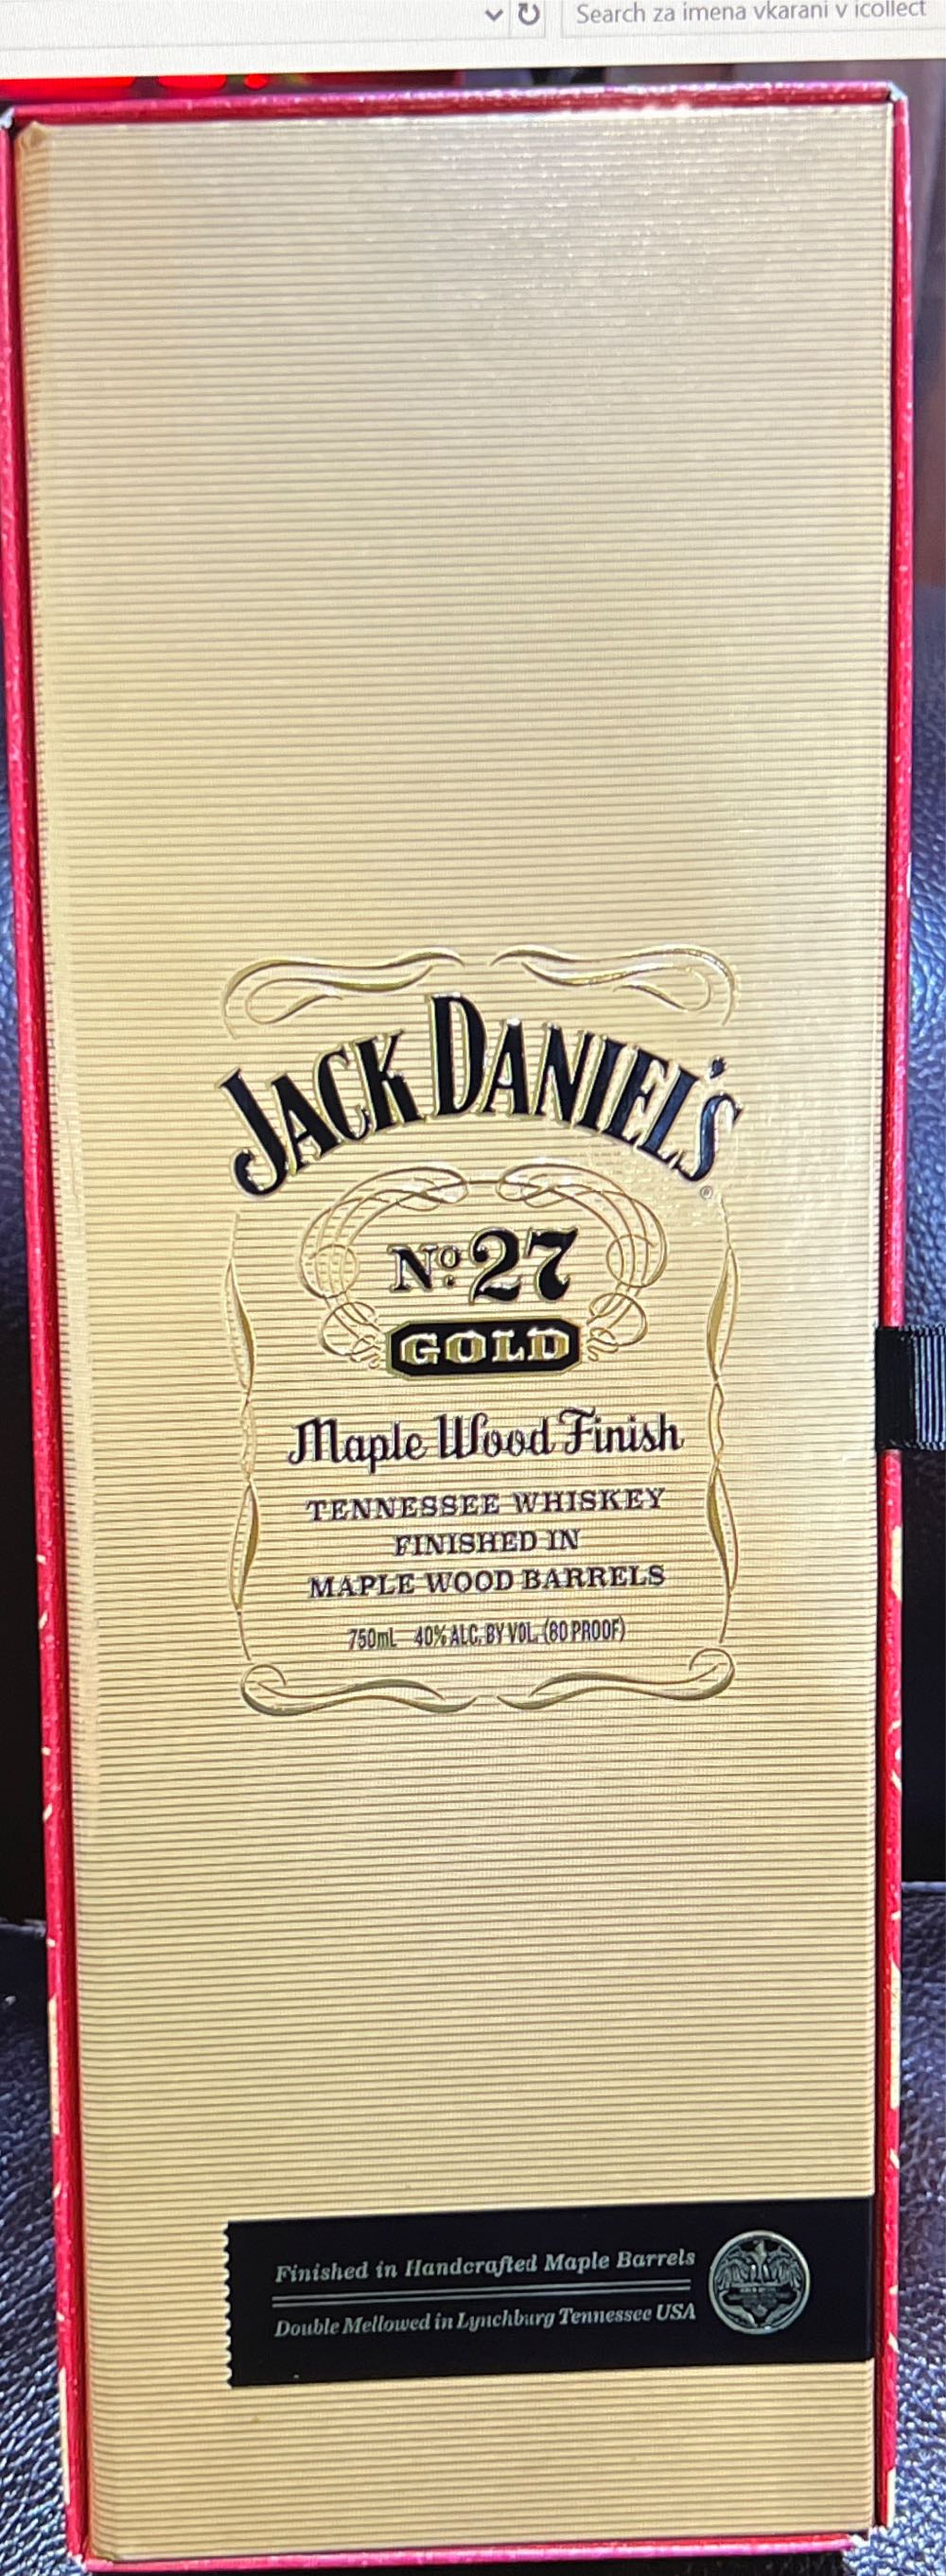 Search za imena vkarani v icollect
JACK DANIEL'S
®
Nº: 27
GOLD
Maple Wood Finish
TENNESSEE WHISKEY
FINISHED IN
MAPLE WOOD BARRELS
750mL 40% ALC. BY VOL. (80 PROOF)
Finished in Handcrafted Maple Barrels
Double Mellowed in Lynchburg Tennessee USA